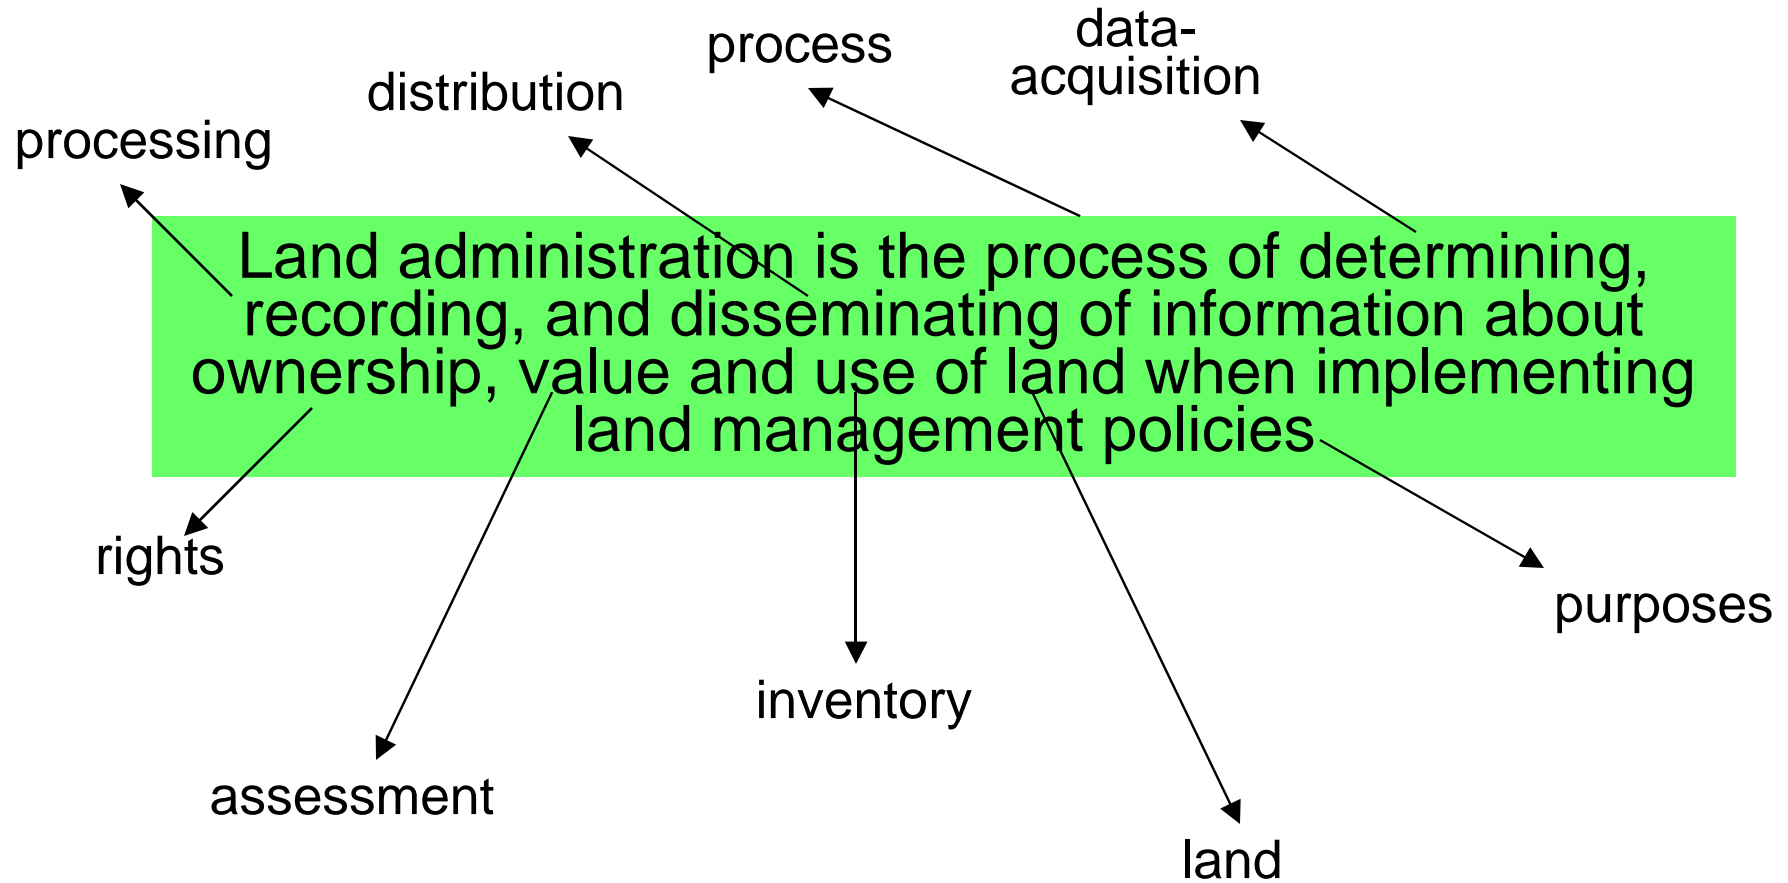 process
data-
acquisition
distribution
processing
Land administration is the process of determining,
recording, and disseminating of information about
ownership, value and use of land when implementing
land management policies
rights
purposes
inventory
assessment
land